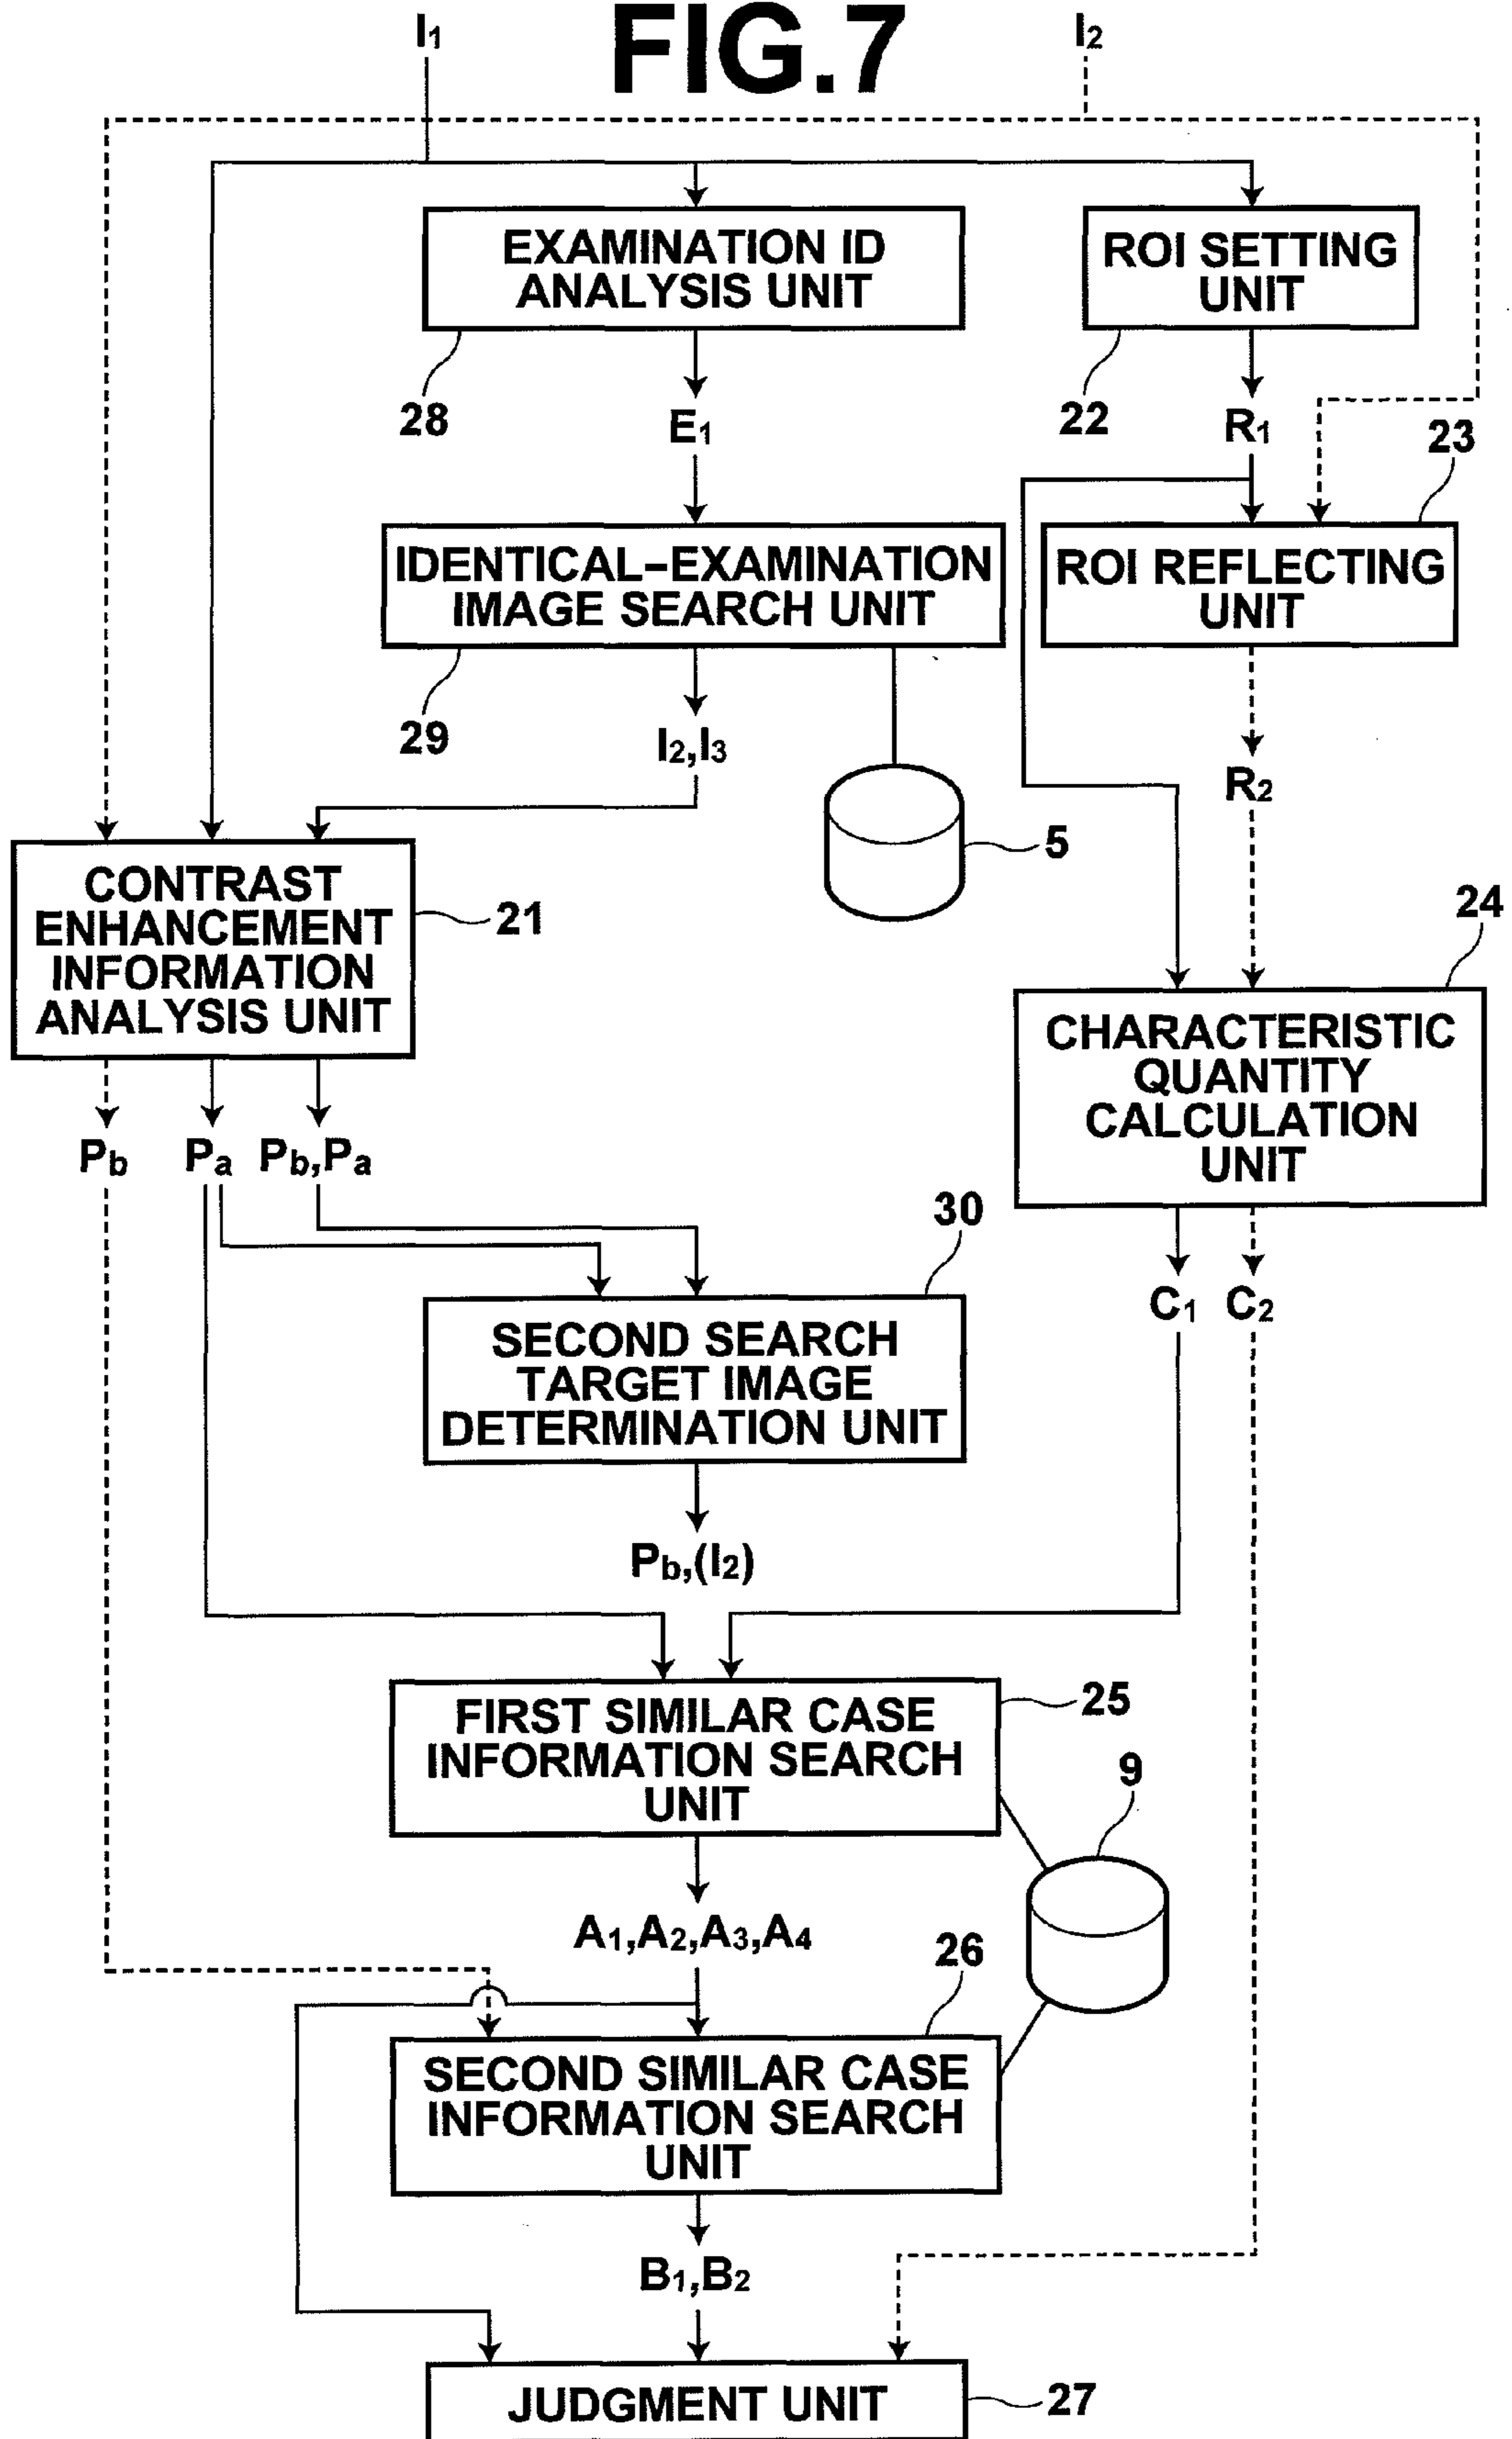 FIG.7
I1
I2
EXAMINATION ID
ANALYSIS UNIT
28
ROI SETTING
UNIT
22
E1
R1
23
IDENTICAL-EXAMINATION
IMAGE SEARCH UNIT
29
ROI REFLECTING
UNIT
I2,I3
R2
5
CONTRAST
ENHANCEMENT
INFORMATION
ANALYSIS UNIT
21
24
CHARACTERISTIC
QUANTITY
CALCULATION
UNIT
Pb
Pa
Pb,Pa
30
C1
C2
SECOND SEARCH
TARGET IMAGE
DETERMINATION UNIT
Pb,(I2)
FIRST SIMILAR CASE
INFORMATION SEARCH
UNIT
25
9
A1,A2,A3,A4
26
SECOND SIMILAR CASE
INFORMATION SEARCH
UNIT
B1,B2
JUDGMENT UNIT
27